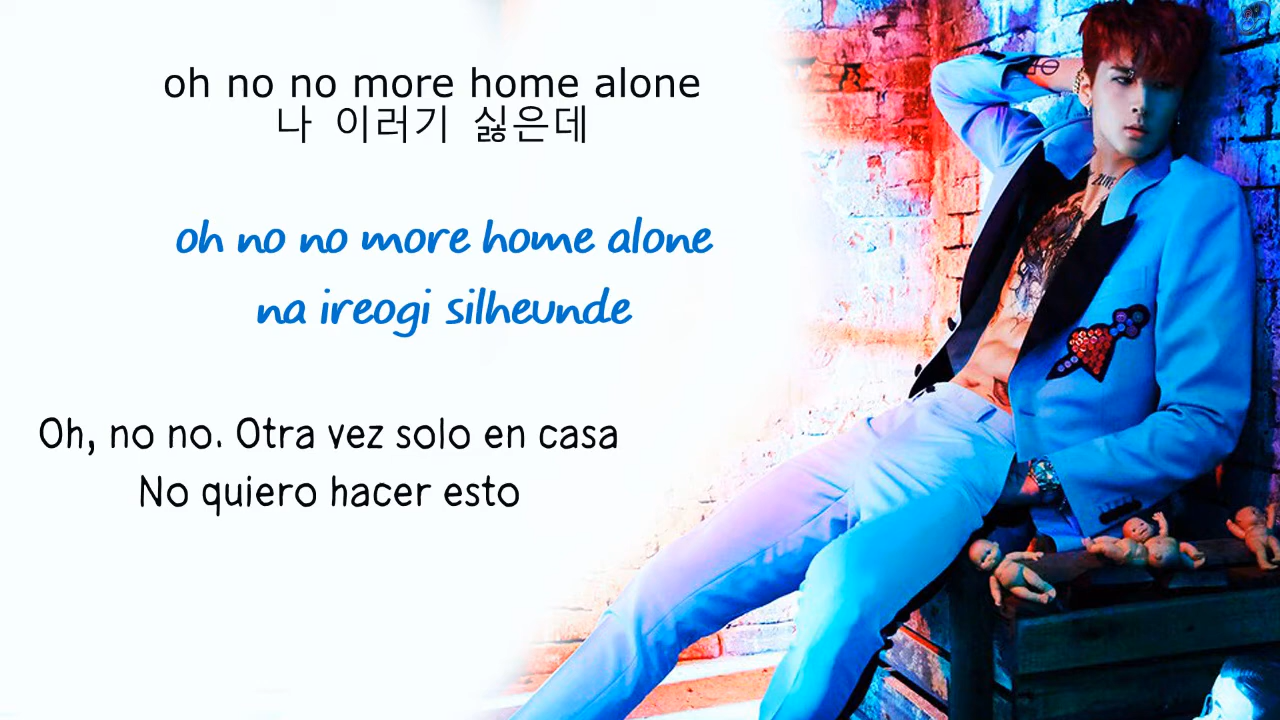 oh no no more home alone
나 이러기 싫은데
oh no no more home alone
na ireogi silheunde
Oh, no no. Otra vez solo en casa
No quiero hacer esto